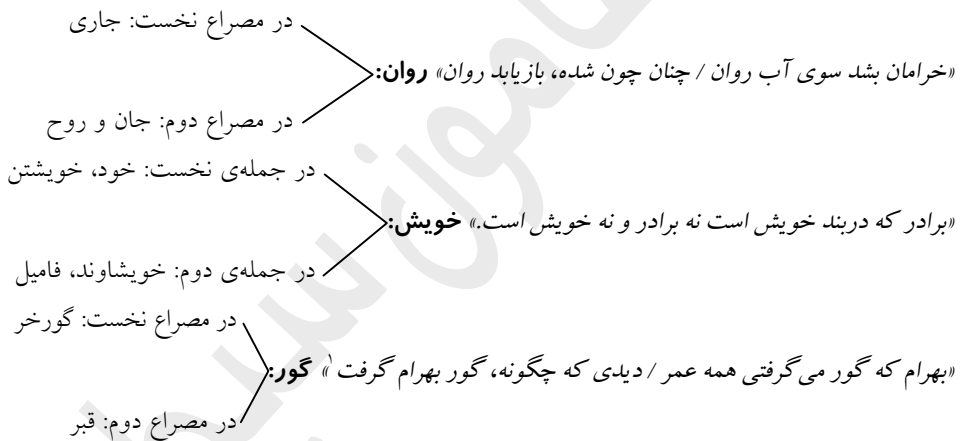 در مصراع نخست: جاری
«خرامان بشد سوی آب روان / چنان چون شده، بازیابد روان» روان:
در مصراع دوم: جان و روح
در جمله‌ی نخست: خود، خویشتن
«برادر که دربند خویش است نه برادر و نه خویش است.» خویش:
در جمله‌ی دوم: خویشاوند، فامیل
در مصراع نخست: گورخر
«بهرام که گور می‌گرفتی همه عمر / دیدی که چگونه، گور بهرام گرفت ۱» گور:
در مصراع دوم: قبر